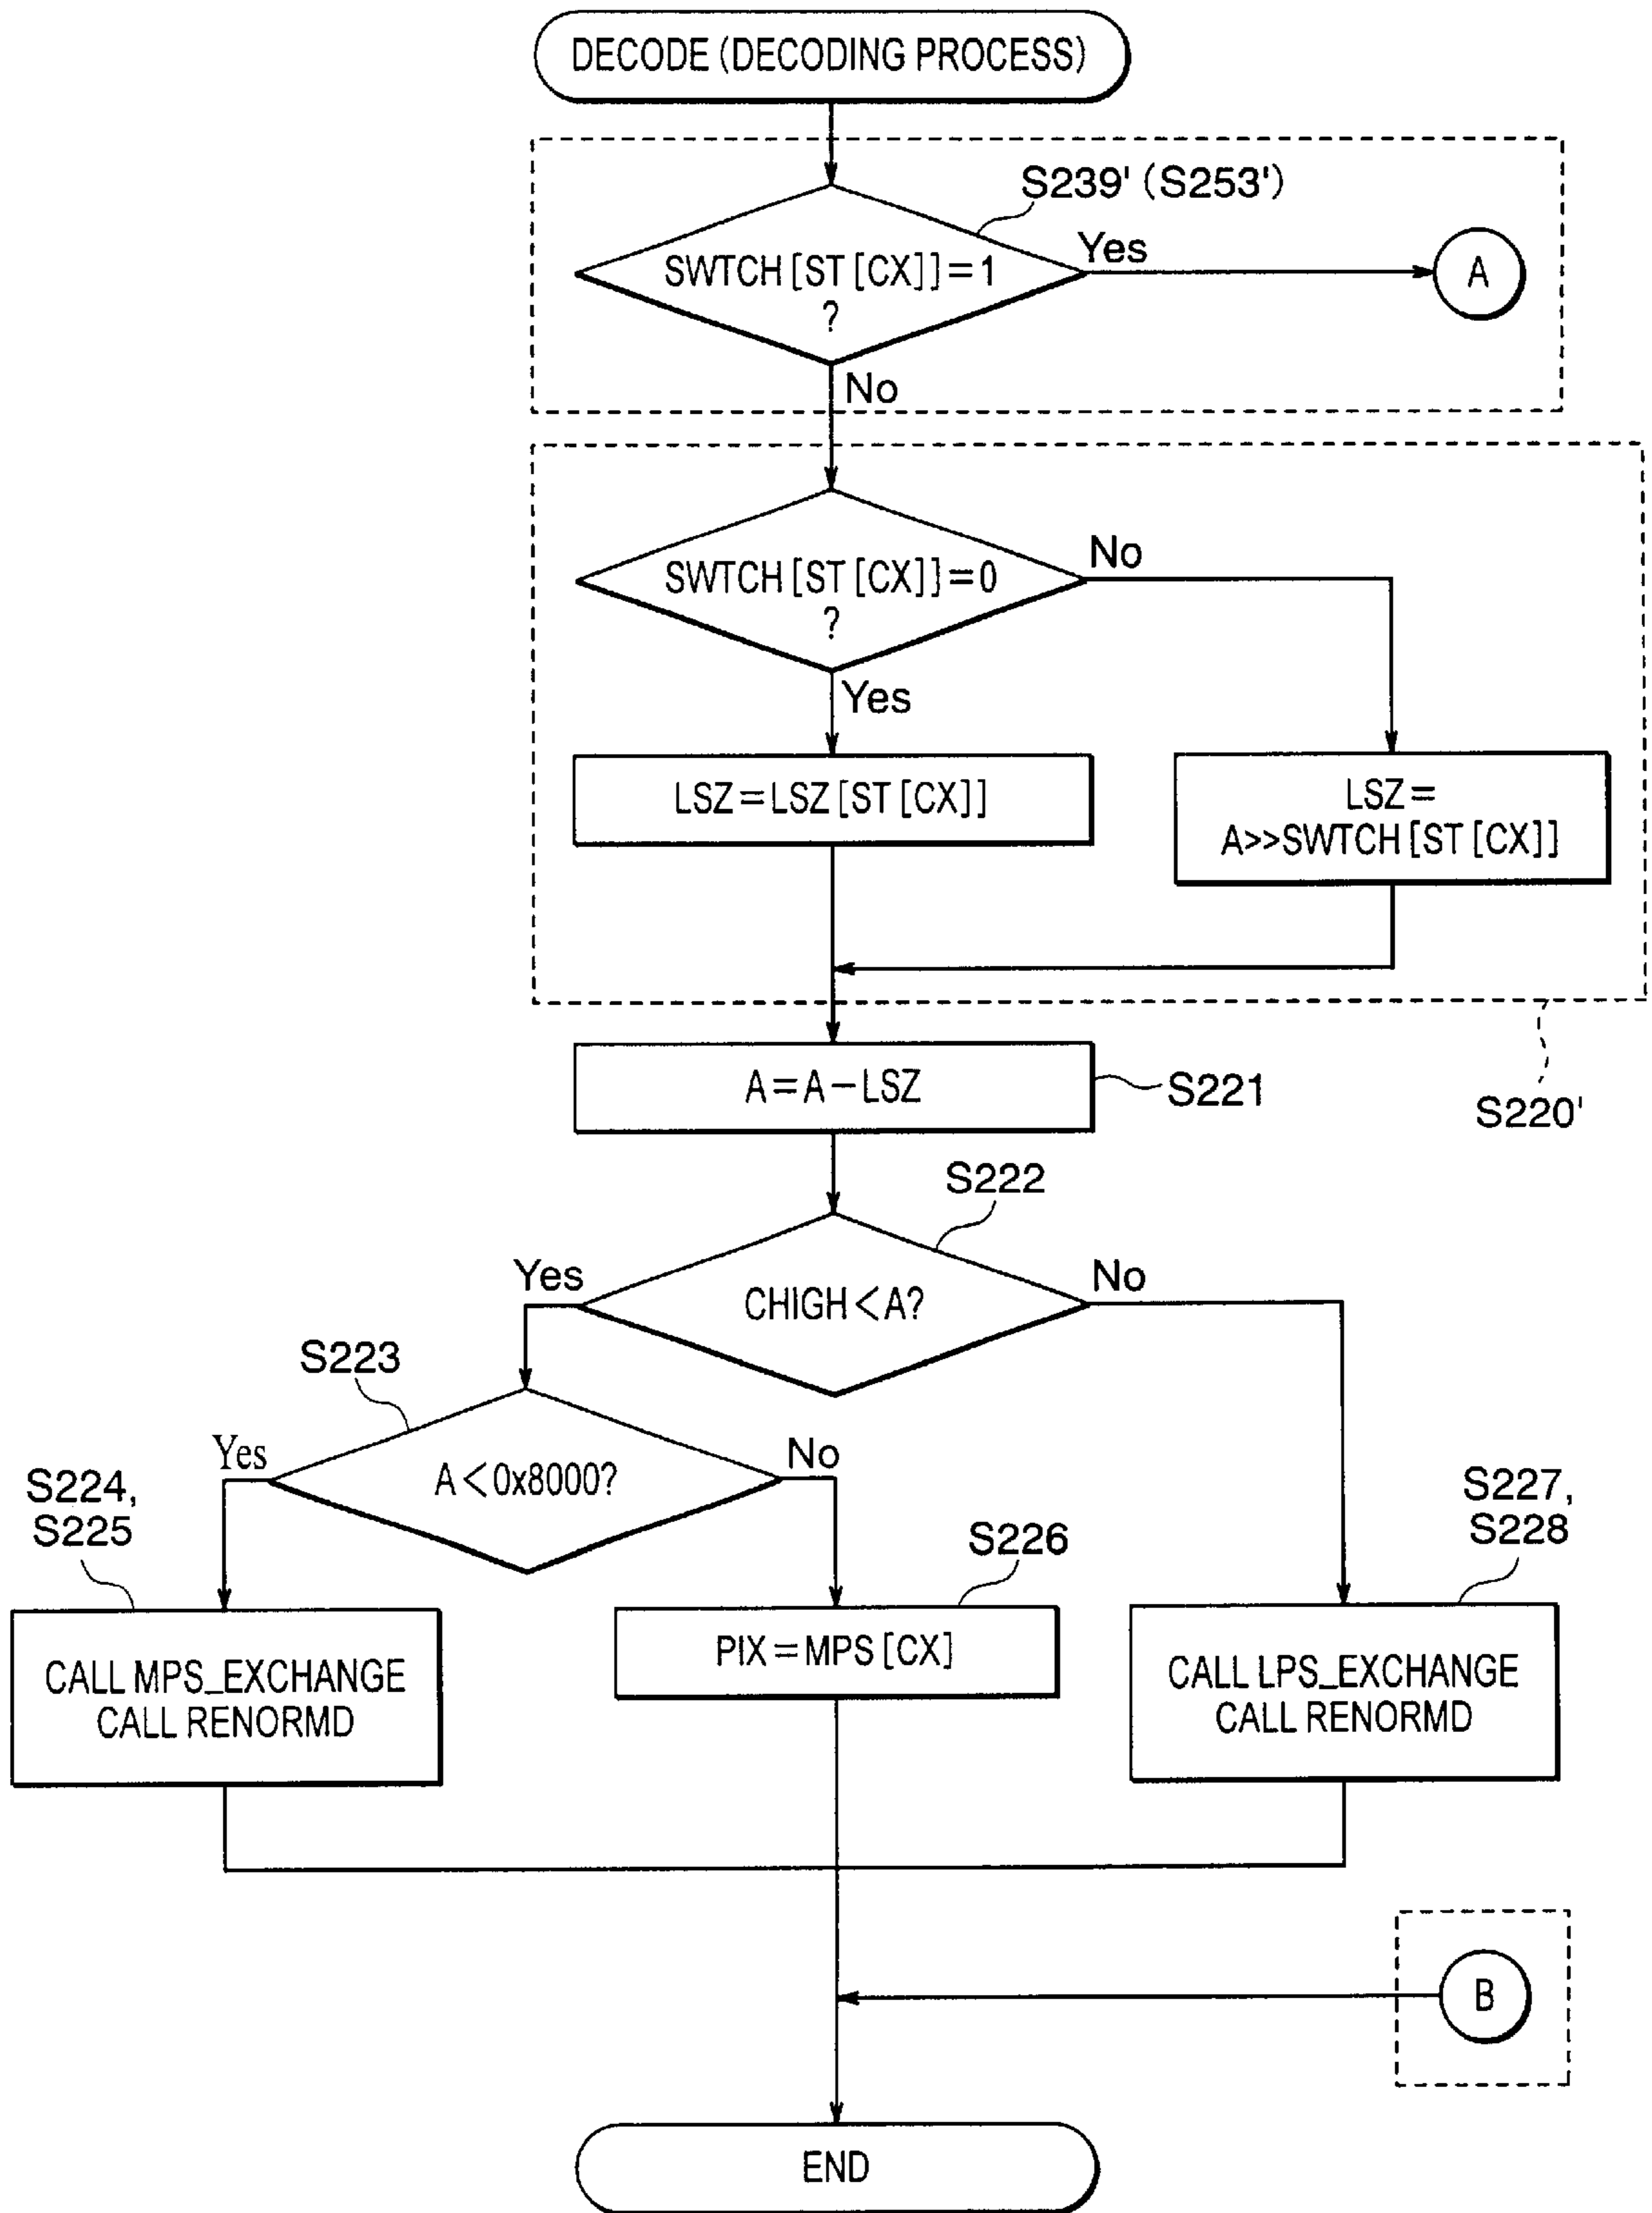 DECODE (DECODING PROCESS)
S239' (S253')
SWTCH [ST [CX]] = 1
?
Yes
A
No
SWTCH [ST [CX]] = 0
?
No
Yes
LSZ = LSZ [ST [CX]]
LSZ =
A>>SWTCH [ST [CX]]
A = A − LSZ
S221
S220'
S222
CHIGH < A?
Yes
No
S223
A < 0x8000?
Yes
No
S224,
S225
S226
S227,
S228
CALL MPS_EXCHANGE
CALL RENORMD
PIX = MPS [CX]
CALL LPS_EXCHANGE
CALL RENORMD
B
END